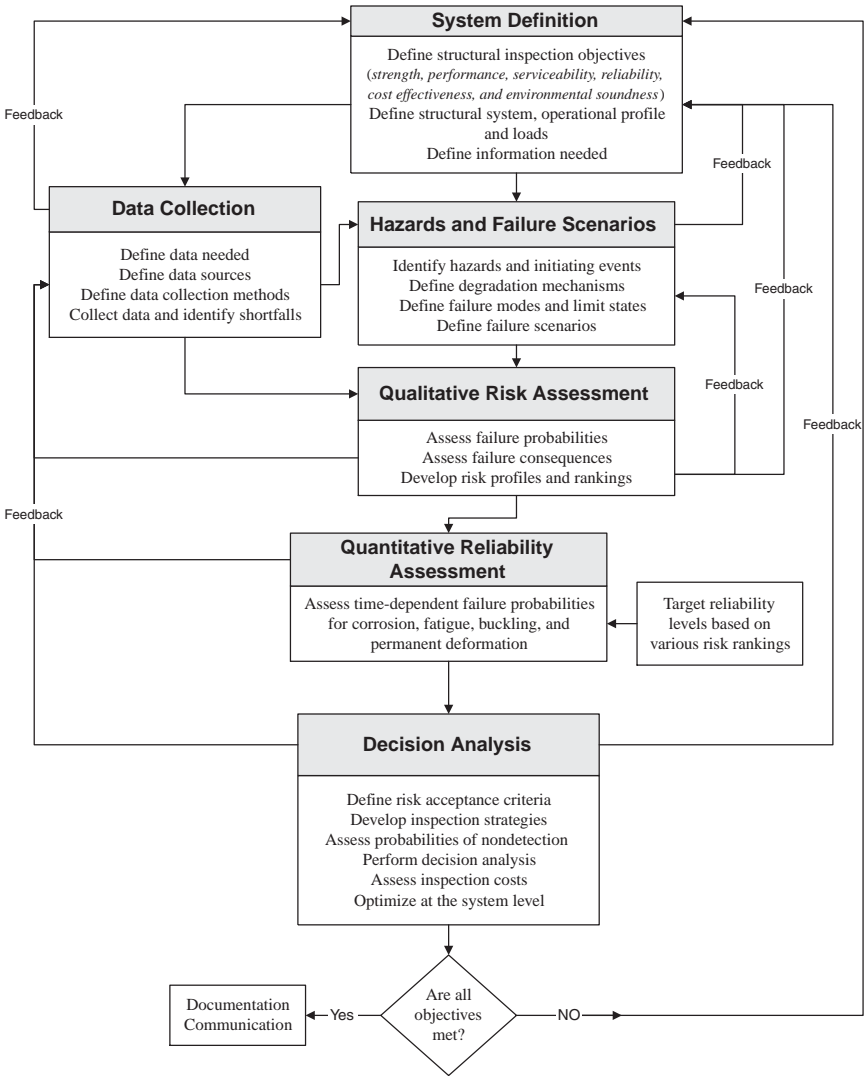 System Definition
Define structural inspection objectives
(strength, performance, serviceability, reliability,
cost effectiveness, and environmental soundness)
Define structural system, operational profile
and loads
Define information needed
Feedback
Feedback
Data Collection
Define data needed
Define data sources
Define data collection methods
Collect data and identify shortfalls
Hazards and Failure Scenarios
Identify hazards and initiating events
Define degradation mechanisms
Define failure modes and limit states
Define failure scenarios
Feedback
Feedback
Qualitative Risk Assessment
Assess failure probabilities
Assess failure consequences
Develop risk profiles and rankings
Feedback
Feedback
Quantitative Reliability
Assessment
Assess time-dependent failure probabilities
for corrosion, fatigue, buckling, and
permanent deformation
Target reliability
levels based on
various risk rankings
Decision Analysis
Define risk acceptance criteria
Develop inspection strategies
Assess probabilities of nondetection
Perform decision analysis
Assess inspection costs
Optimize at the system level
Are all
objectives
met?
Yes
NO
Documentation
Communication